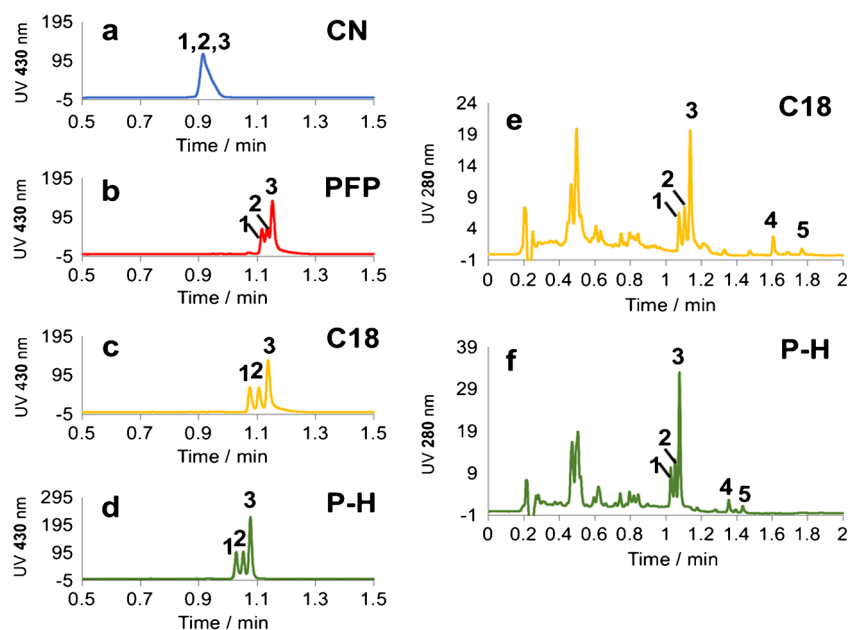 a
CN
1,2,3
UV 430 nm
195
95
-5
0.5 0.7 0.9 1.1 1.3 1.5
Time / min
b
PFP
1 2 3
UV 430 nm
195
95
-5
0.5 0.7 0.9 1.1 1.3 1.5
Time / min
c
C18
1 2 3
UV 430 nm
195
95
-5
0.5 0.7 0.9 1.1 1.3 1.5
Time / min
d
P-H
1 2 3
UV 430 nm
295
195
95
-5
0.5 0.7 0.9 1.1 1.3 1.5
Time / min
e
C18
1 2 3 4 5
UV 280 nm
24
19
14
9
4
-1
0 0.2 0.4 0.6 0.8 1 1.2 1.4 1.6 1.8 2
Time / min
f
P-H
1 2 3 4 5
UV 280 nm
39
29
19
9
-1
0 0.2 0.4 0.6 0.8 1 1.2 1.4 1.6 1.8 2
Time / min